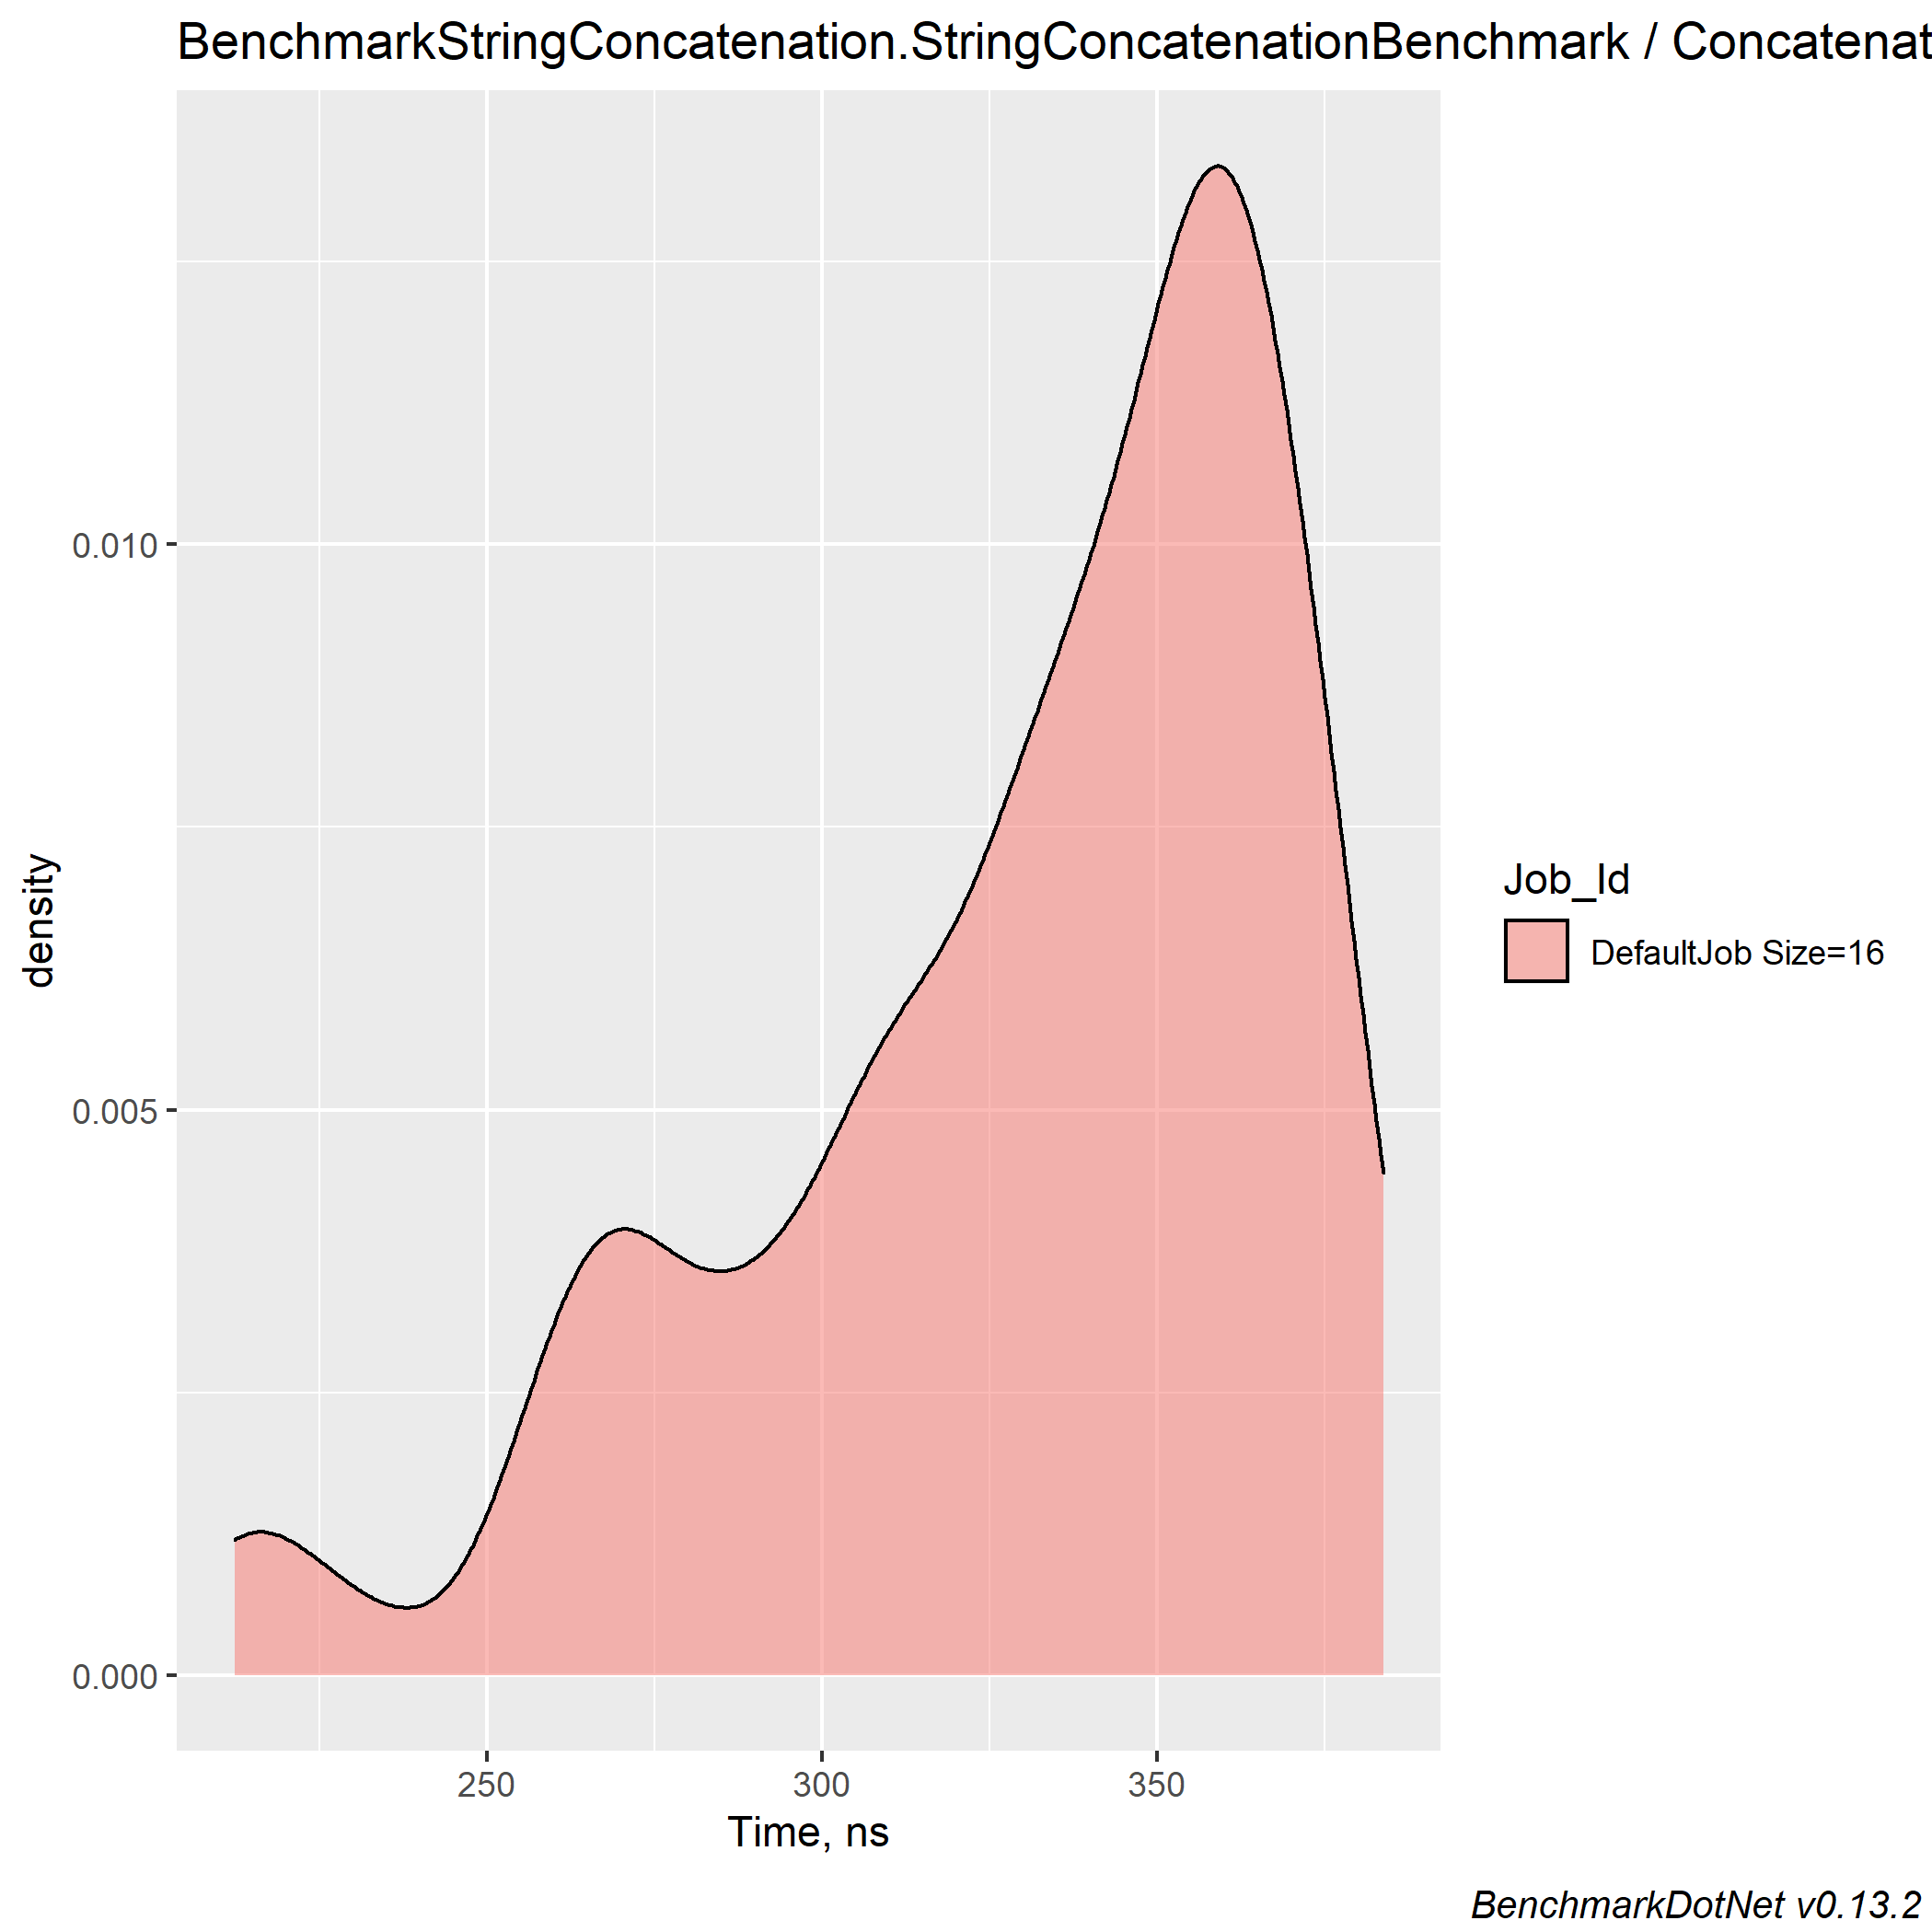 BenchmarkStringConcatenation.StringConcatenationBenchmark / Concatenat
0.010
0.005
0.000
density
250 300 350
Time, ns
Job_Id
DefaultJob Size=16
BenchmarkDotNet v0.13.2